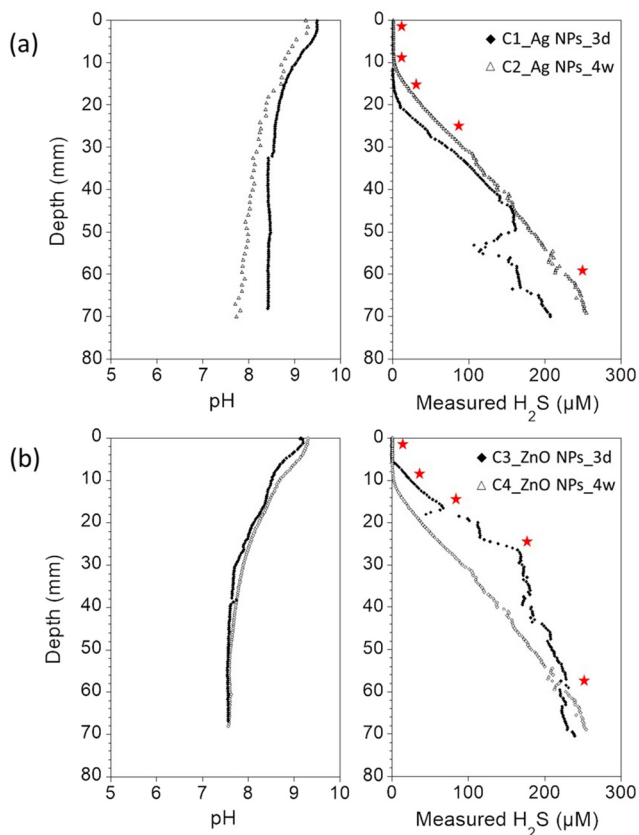 (a)
0
10
20
30
40
50
60
70
80
Depth (mm)
5 6 7 8 9 10
pH
0
10
20
30
40
50
60
70
80
C1_Ag NPs_3d
C2_Ag NPs_4w
0 100 200 300
Measured H₂S (µM)
(b)
0
10
20
30
40
50
60
70
80
Depth (mm)
5 6 7 8 9 10
pH
0
10
20
30
40
50
60
70
80
C3_ZnO NPs_3d
C4_ZnO NPs_4w
0 100 200 300
Measured H₂S (µM)